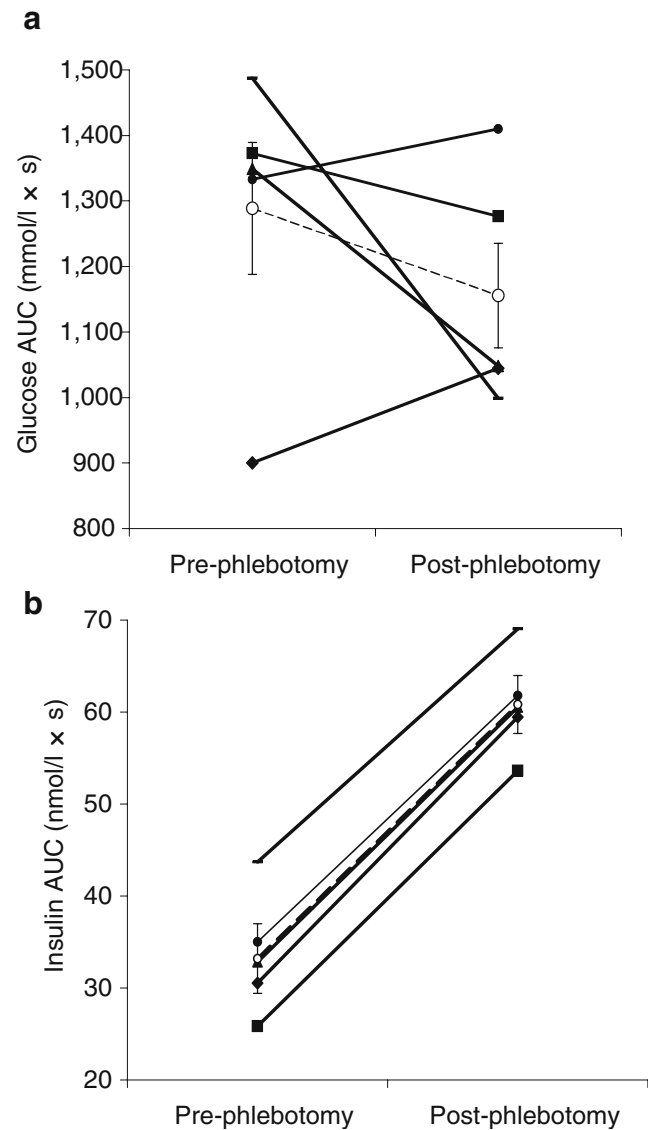 a
Glucose AUC (mmol/l × s)
1,500
1,400
1,300
1,200
1,100
1,000
900
800
Pre-phlebotomy Post-phlebotomy
b
Insulin AUC (nmol/l × s)
70
60
50
40
30
20
Pre-phlebotomy Post-phlebotomy